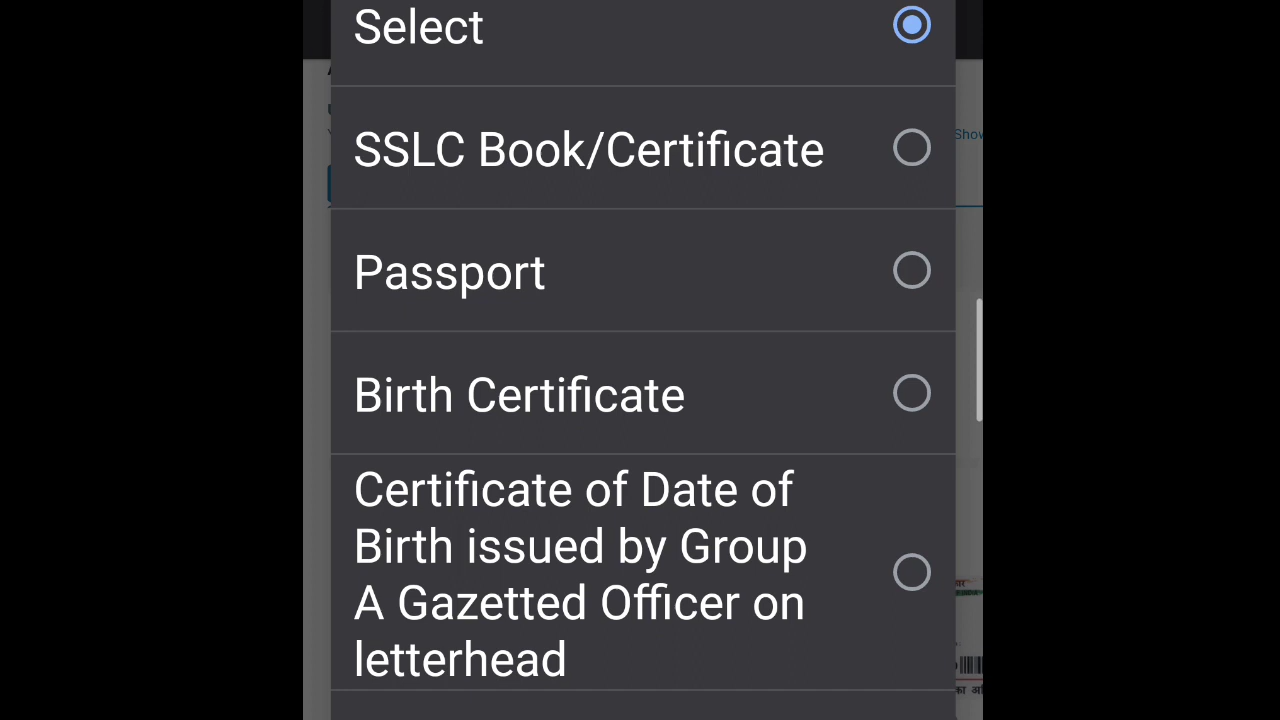 Select
SSLC Book/Certificate
Show
Passport
Birth Certificate
Certificate of Date of
Birth issued by Group
A Gazetted Officer on
letterhead